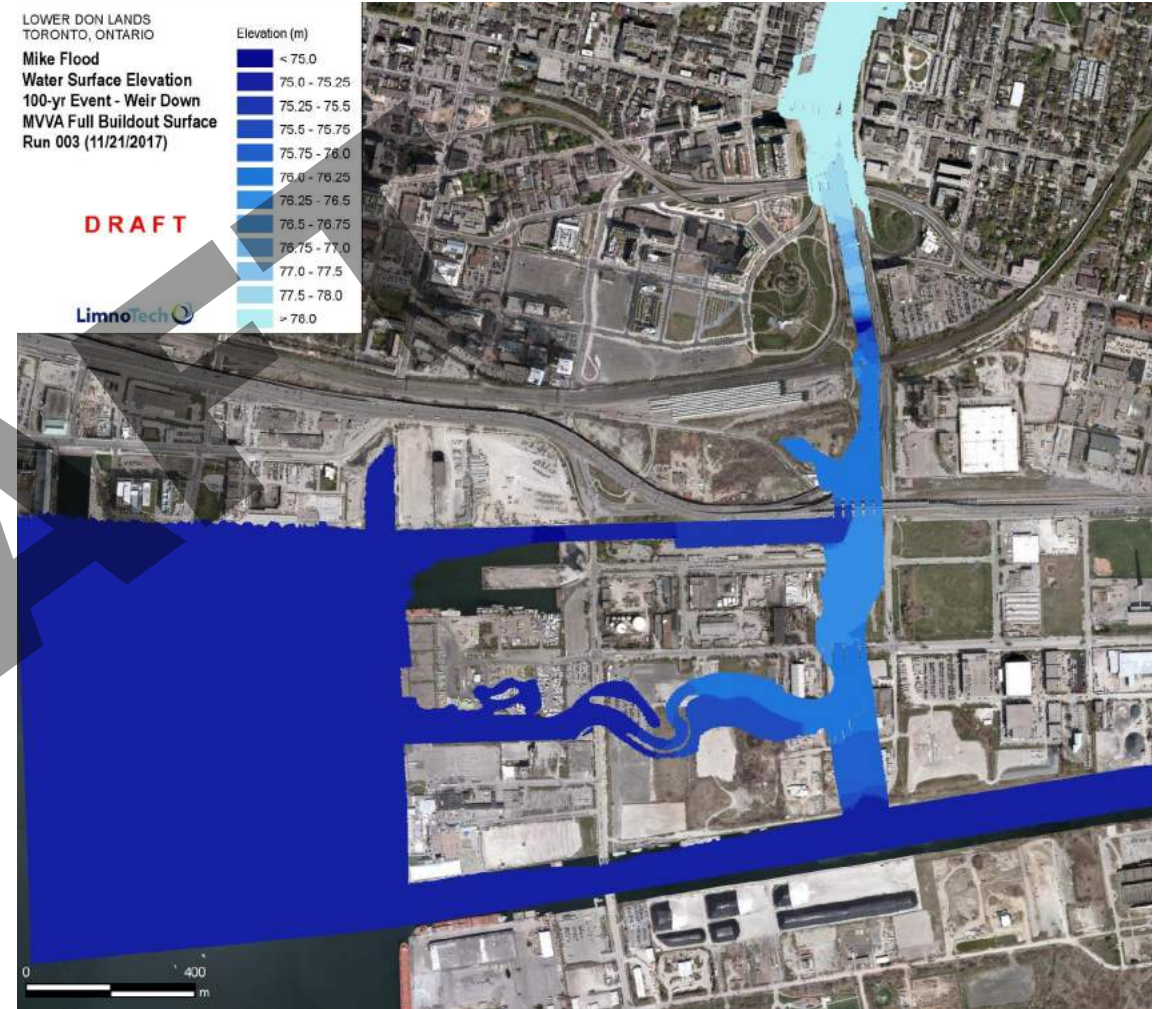 LOWER DON LANDS
TORONTO, ONTARIO
Mike Flood
Water Surface Elevation
100-yr Event - Weir Down
MVVA Full Buildout Surface
Run 003 (11/21/2017)
DRAFT
LimnoTech
Elevation (m)
< 75.0
75.0 - 75.25
75.25 - 75.5
75.5 - 75.75
75.75 - 76.0
76.0 - 76.25
76.25 - 76.5
76.5 - 76.75
76.75 - 77.0
77.0 - 77.5
77.5 - 78.0
> 78.0
0 400
m